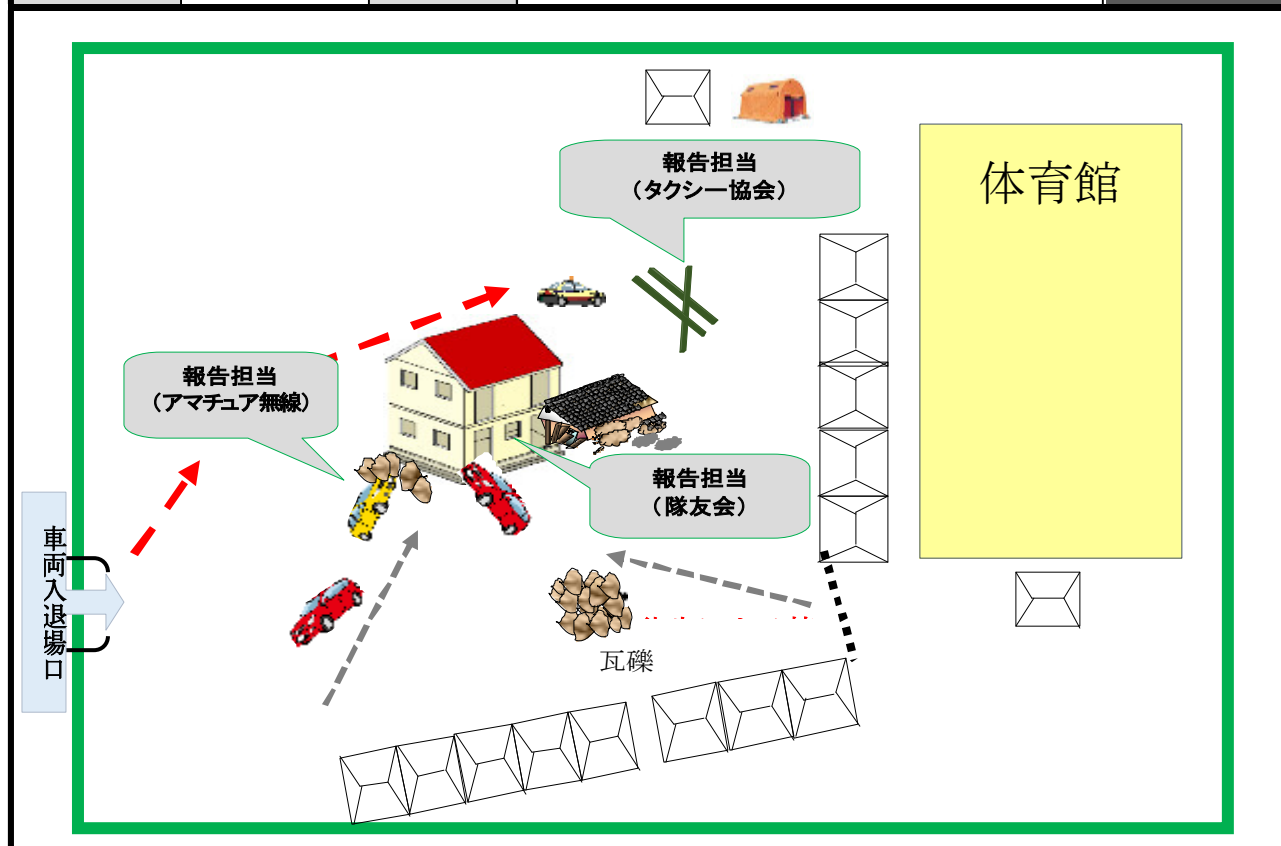 報告担当
(タクシー協会)
体育館
報告担当
(アマチュア無線)
報告担当
(隊友会)
車両入退場口
瓦礫